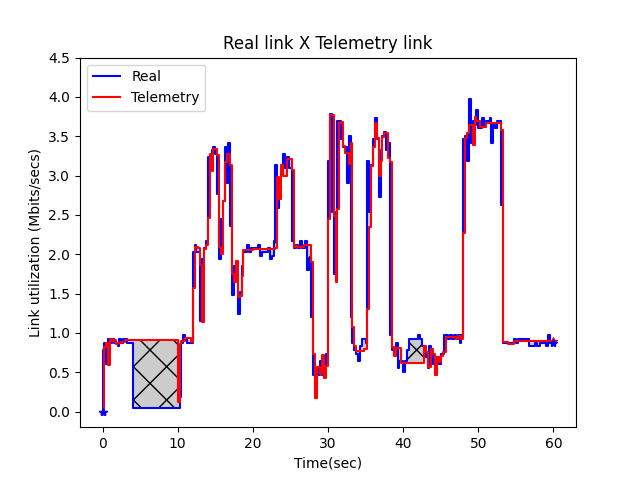 Real link X Telemetry link
Real
Telemetry
Link utilization (Mbits/secs)
4.5
4.0
3.5
3.0
2.5
2.0
1.5
1.0
0.5
0.0
0 10 20 30 40 50 60
Time(sec)